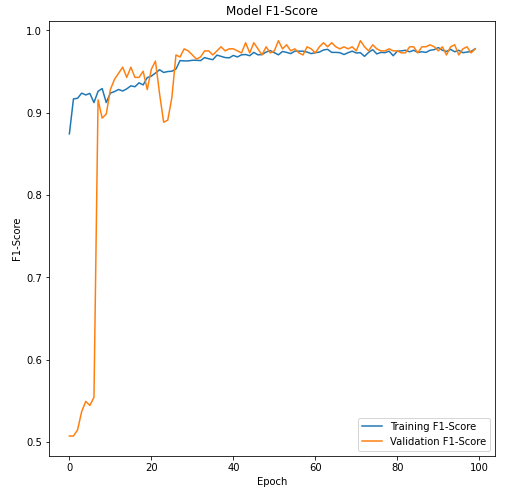 Model F1-Score
1.0
0.9
0.8
0.7
0.6
0.5
F1-Score
0
20
40
60
80
100
Epoch
Training F1-Score
Validation F1-Score